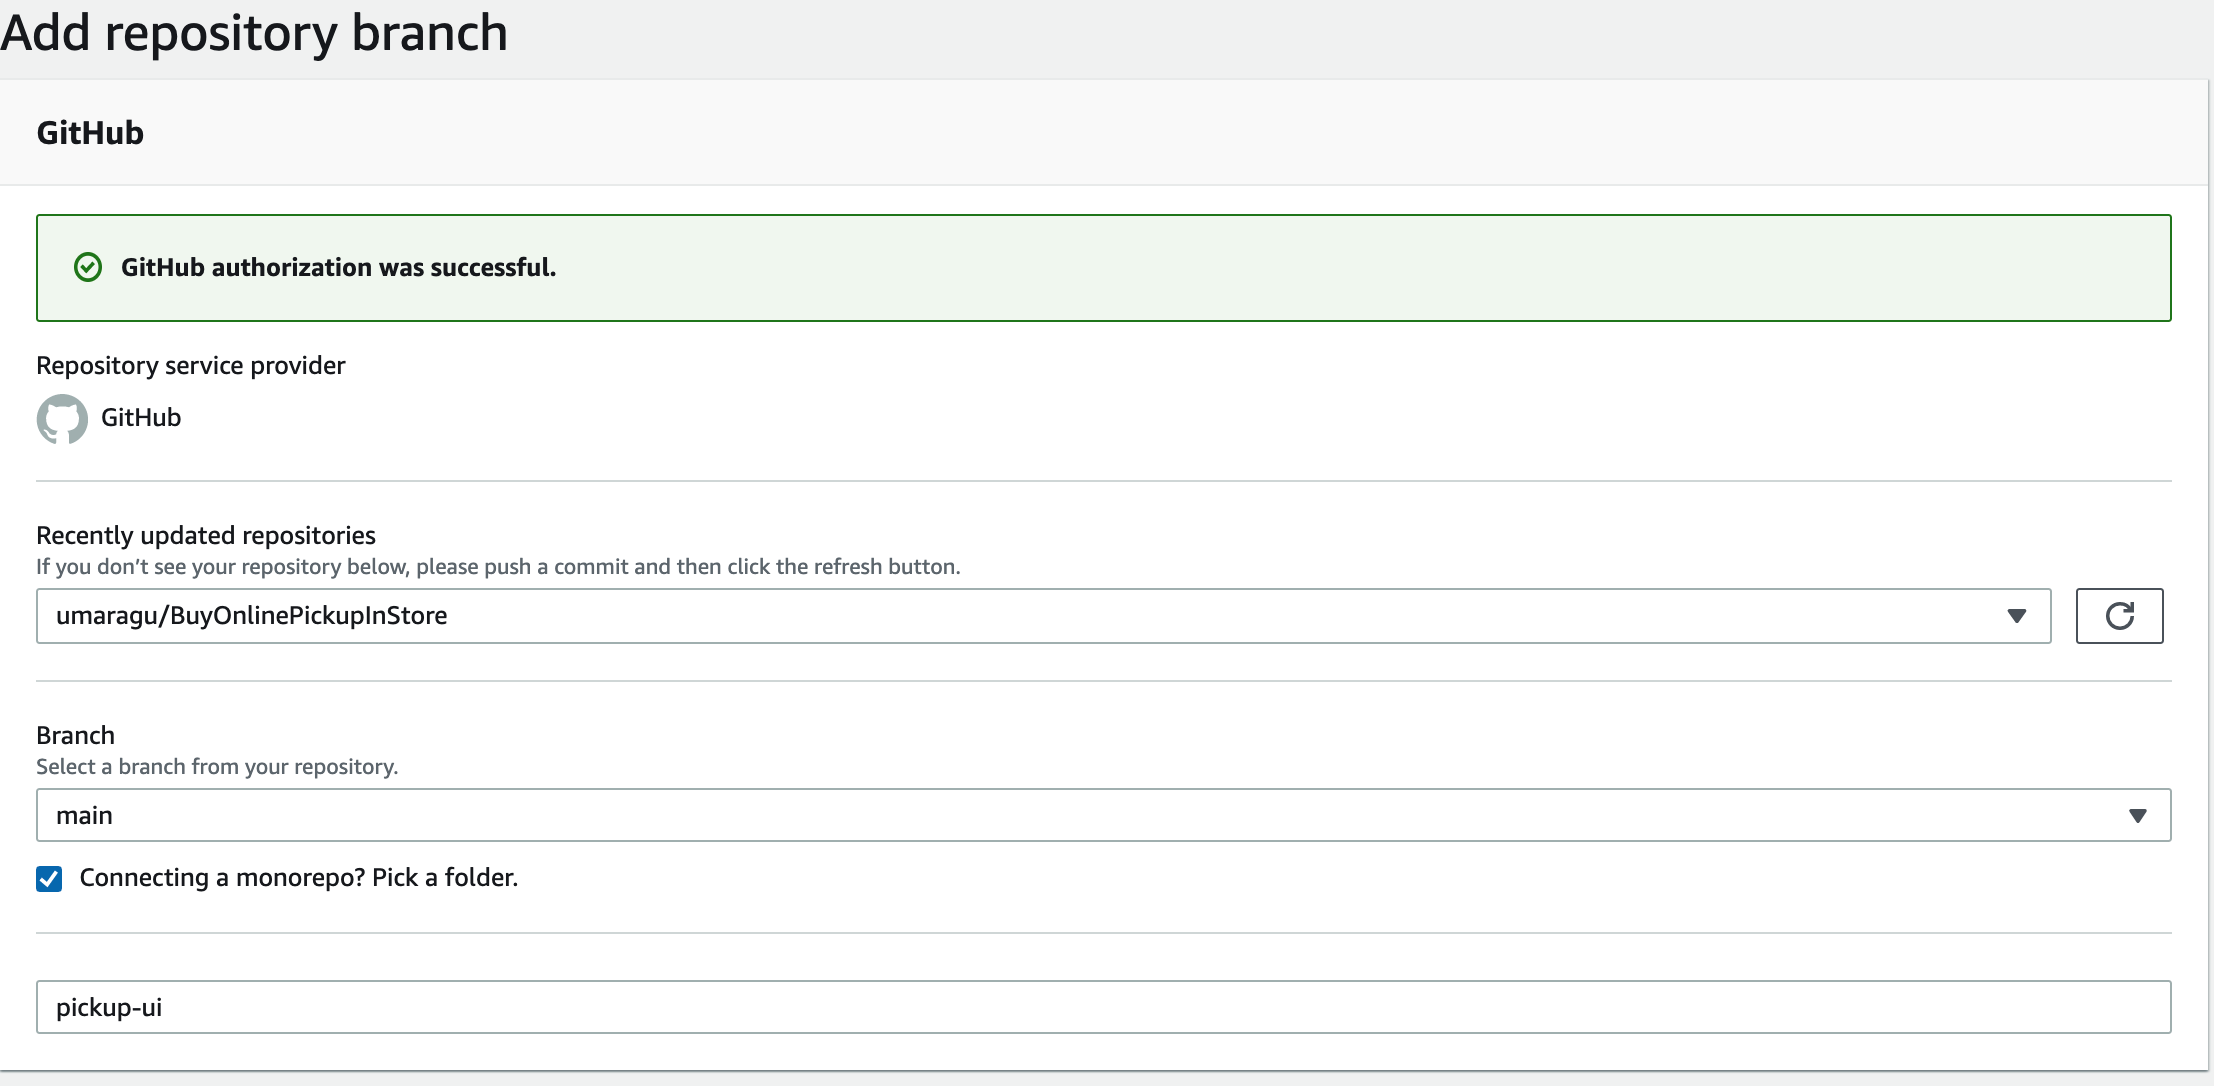 Add repository branch
GitHub
GitHub authorization was successful.
Repository service provider
GitHub
Recently updated repositories
If you don’t see your repository below, please push a commit and then click the refresh button.
umaragu/BuyOnlinePickupInStore
Branch
Select a branch from your repository.
main
Connecting a monorepo? Pick a folder.
pickup-ui